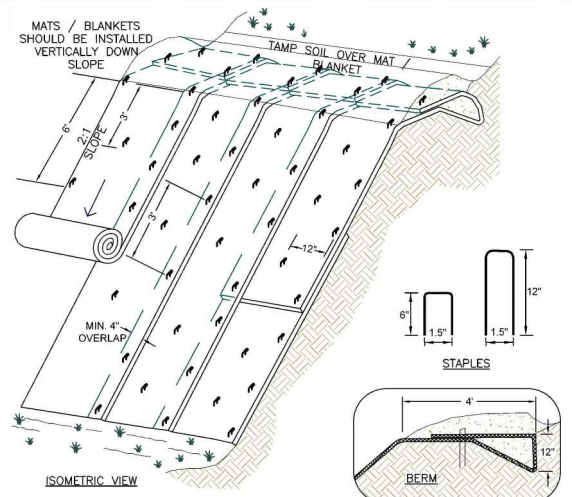 MATS / BLANKETS
SHOULD BE INSTALLED
VERTICALLY DOWN
SLOPE
TAMP SOIL OVER MAT /
BLANKET
6'
3'
2:1
SLOPE
3'
12"
MIN. 4"
OVERLAP
6"
1.5"
12"
1.5"
STAPLES
4'
12"
BERM
ISOMETRIC VIEW